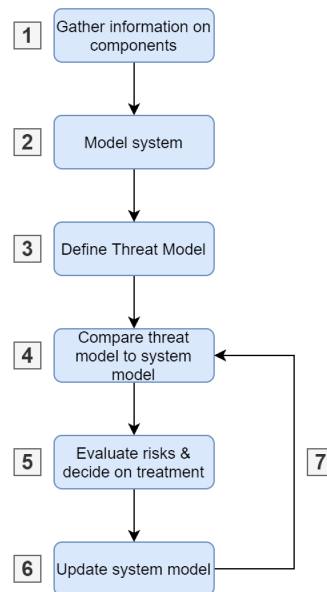 1
Gather information on
components
2
Model system
3
Define Threat Model
4
Compare threat
model to system
model
5
Evaluate risks &
decide on treatment
7
6
Update system model